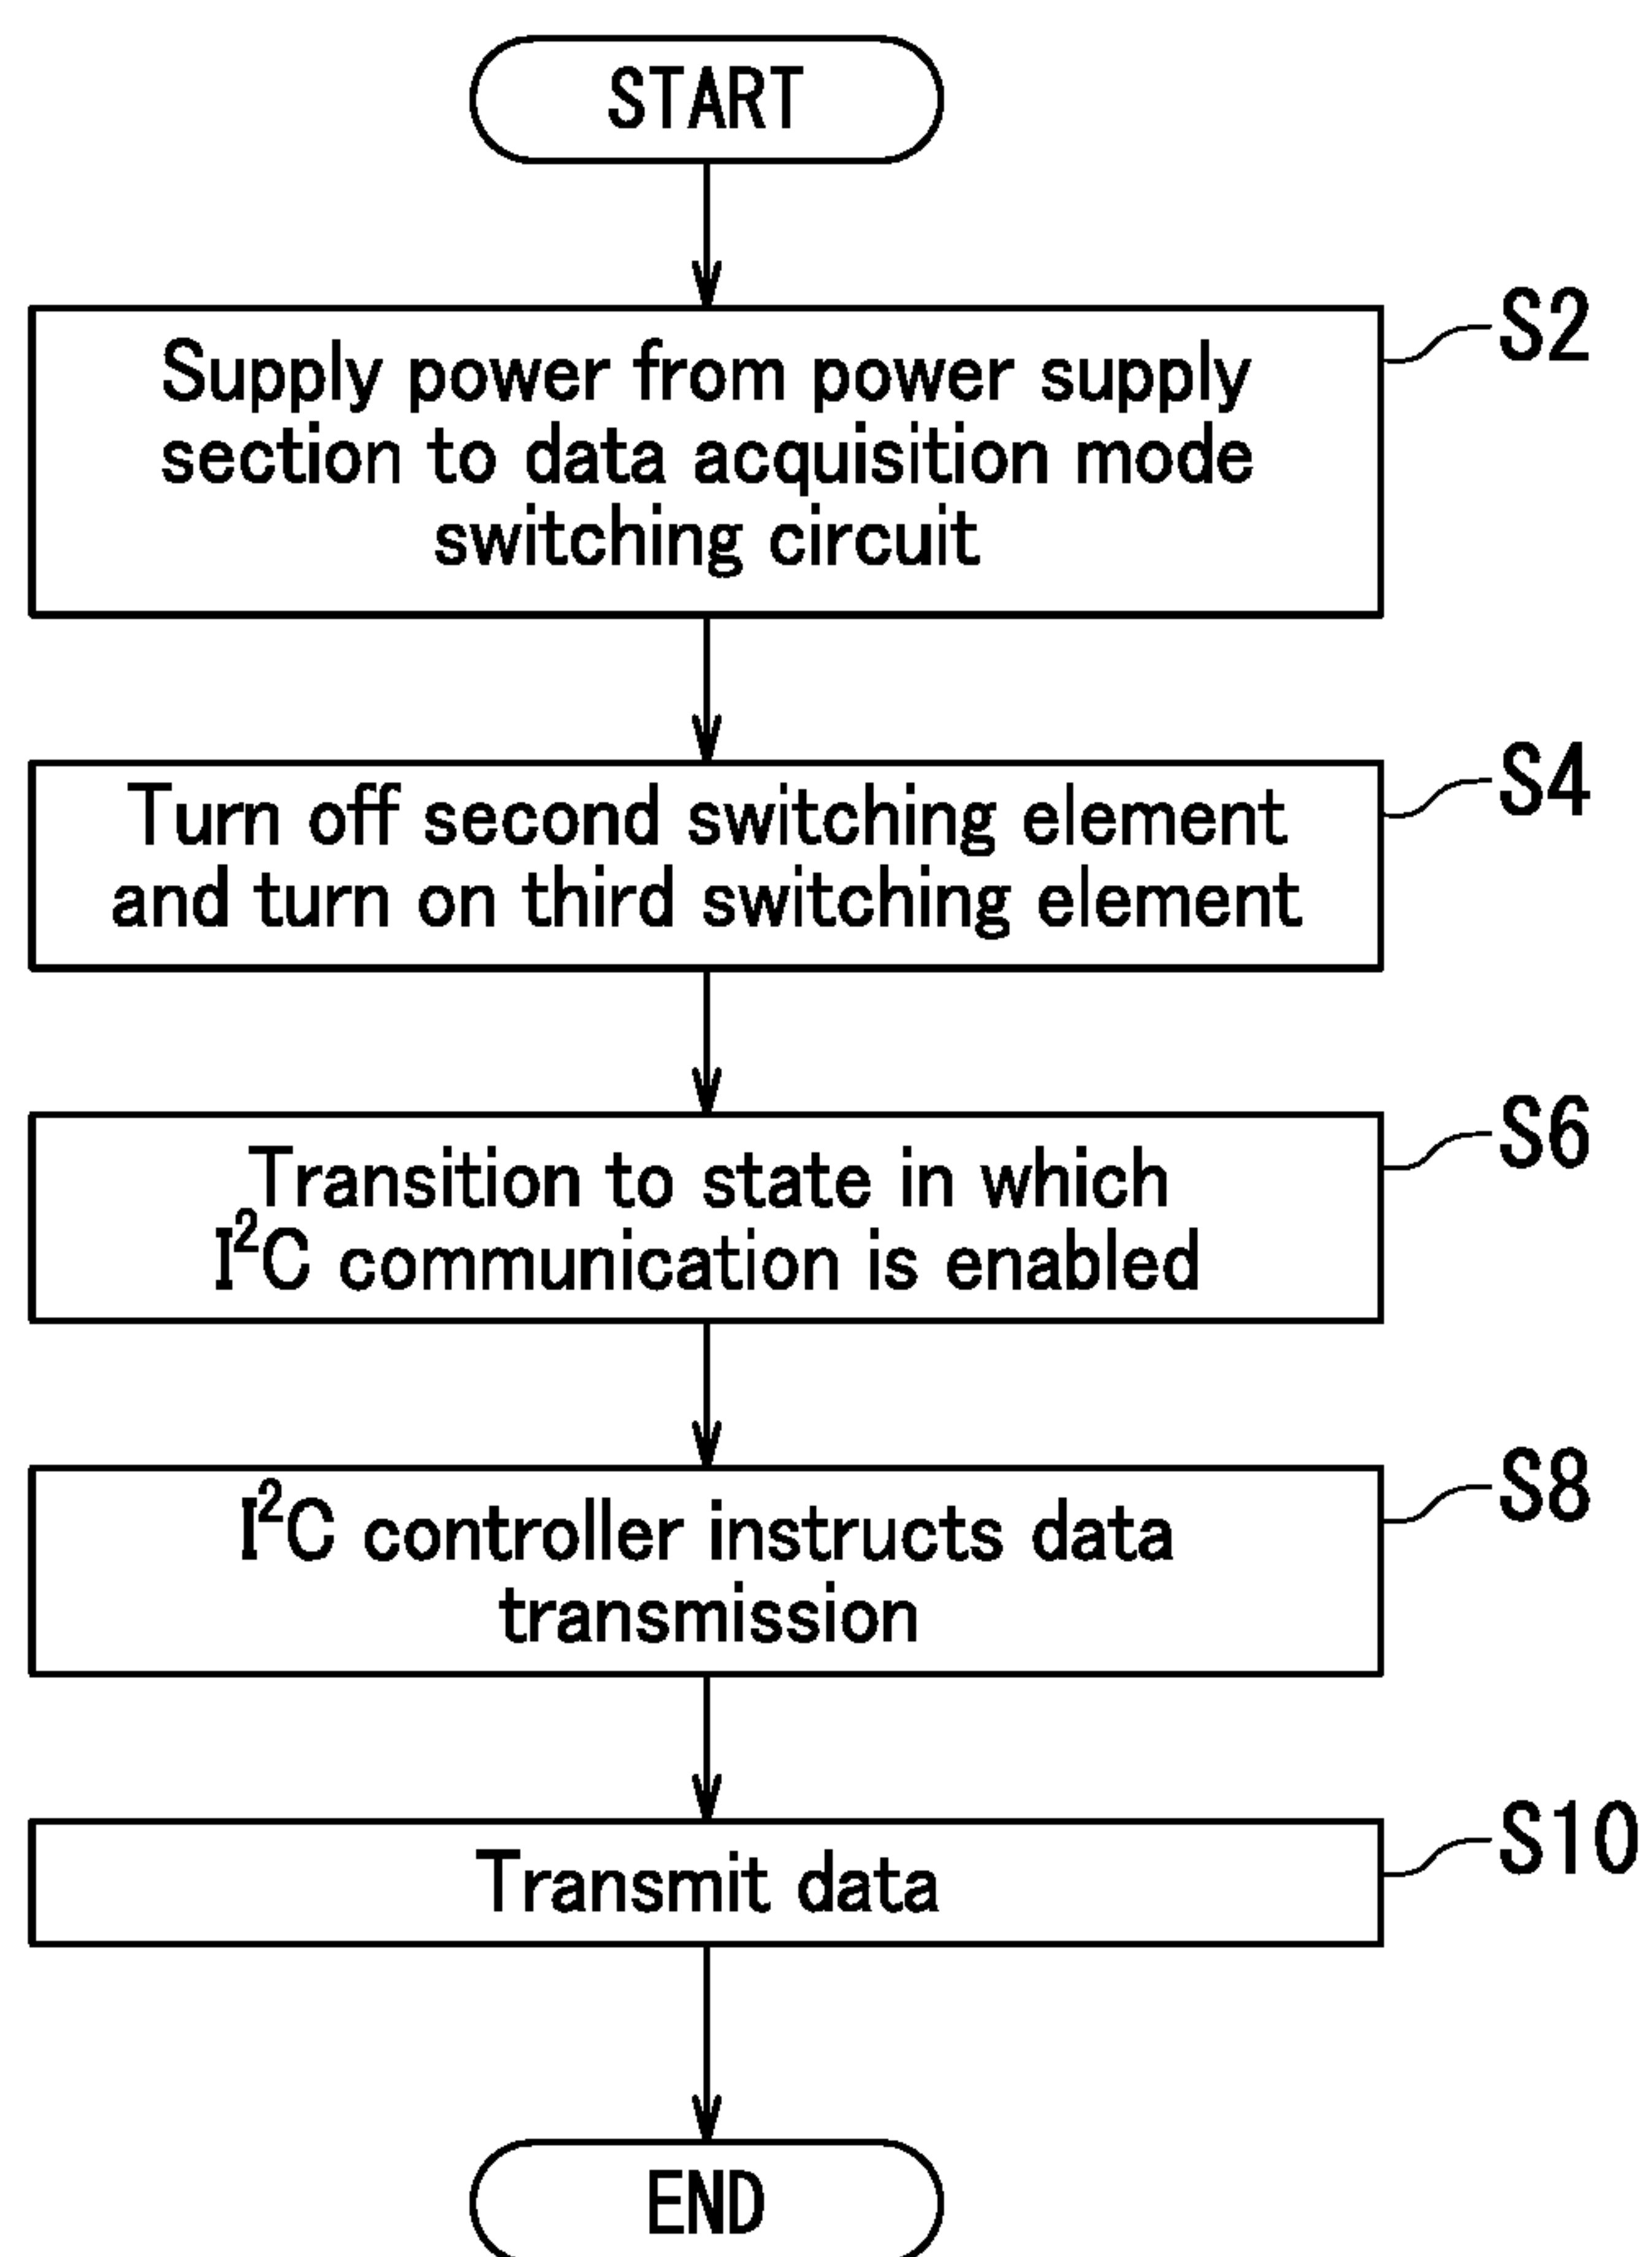 START
S2
Supply power from power supply
section to data acquisition mode
switching circuit
S4
Turn off second switching element
and turn on third switching element
S6
Transition to state in which
I²C communication is enabled
S8
I²C controller instructs data
transmission
S10
Transmit data
END